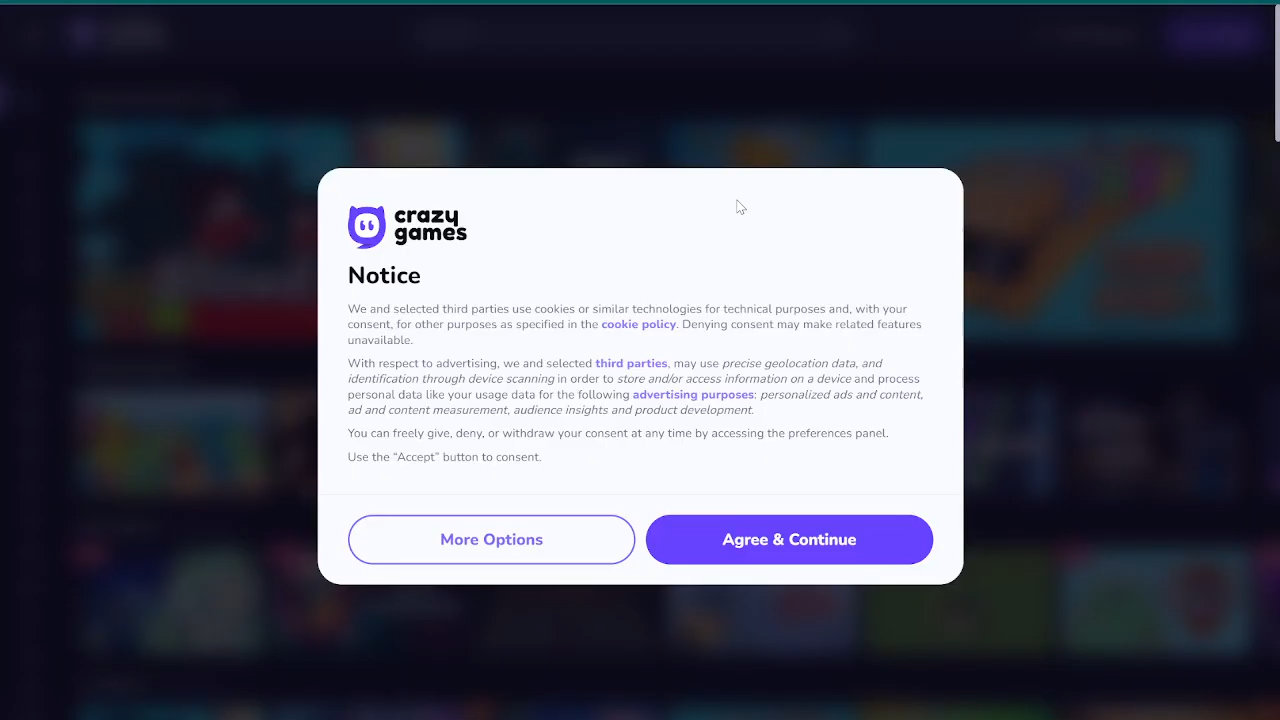 crazy
games
Notice
We and selected third parties use cookies or similar technologies for technical purposes and, with your
consent, for other purposes as specified in the cookie policy. Denying consent may make related features
unavailable.
With respect to advertising, we and selected third parties, may use precise geolocation data, and
identification through device scanning in order to store and/or access information on a device and process
personal data like your usage data for the following advertising purposes: personalized ads and content,
ad and content measurement, audience insights and product development.
You can freely give, deny, or withdraw your consent at any time by accessing the preferences panel.
Use the “Accept” button to consent.
More Options
Agree & Continue